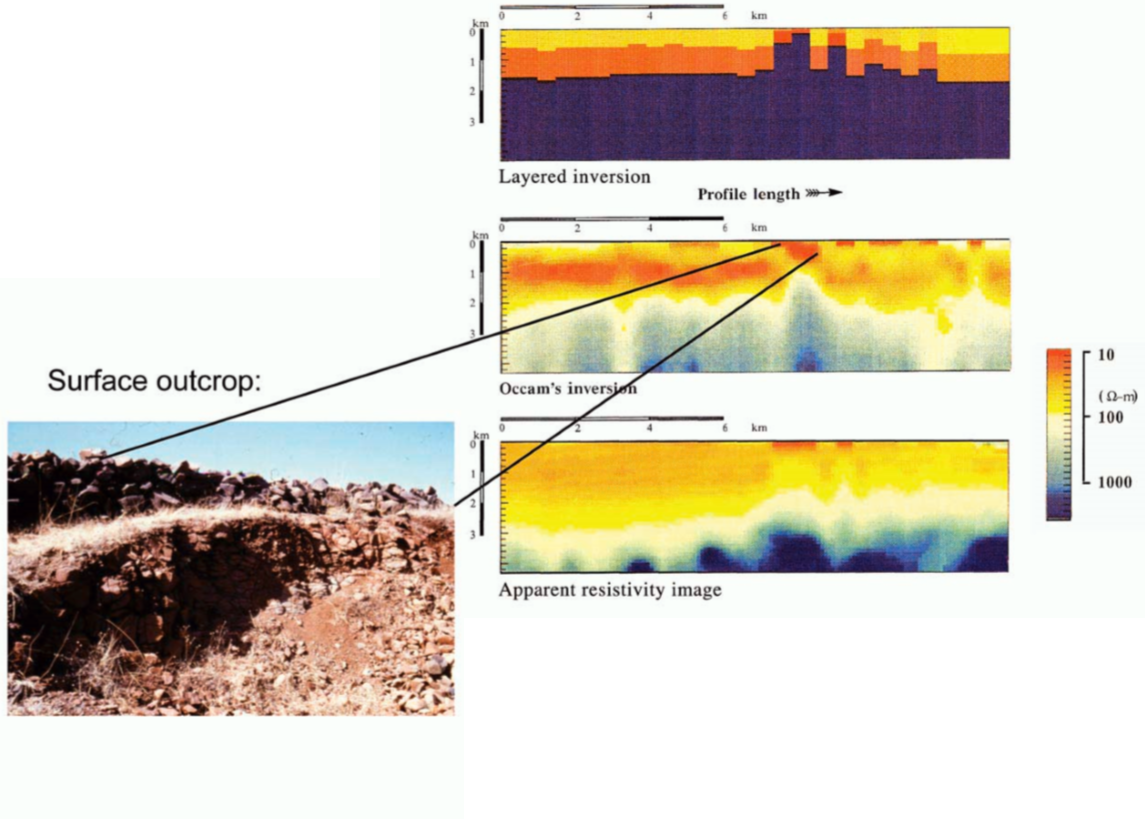 km
0 2 4 6 km
0
1
2
3
Layered inversion
Profile length
km
0 2 4 6 km
0
1
2
3
Occam's inversion
Surface outcrop:
10
(Ω-m)
100
1000
km
0 2 4 6 km
0
1
2
3
Apparent resistivity image